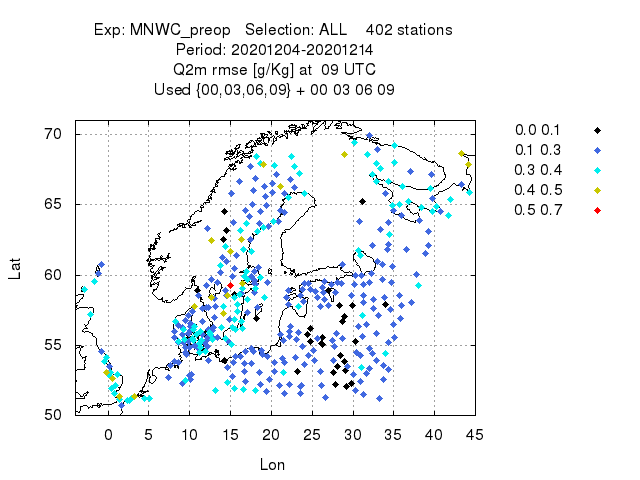 Exp: MNWC_preop Selection: ALL 402 stations
Period: 20201204-20201214
Q2m rmse [g/Kg] at 09 UTC
Used {00,03,06,09} + 00 03 06 09
0.0 0.1
0.1 0.3
0.3 0.4
0.4 0.5
0.5 0.7
70
65
60
55
50
Lat
0 5 10 15 20 25 30 35 40 45
Lon